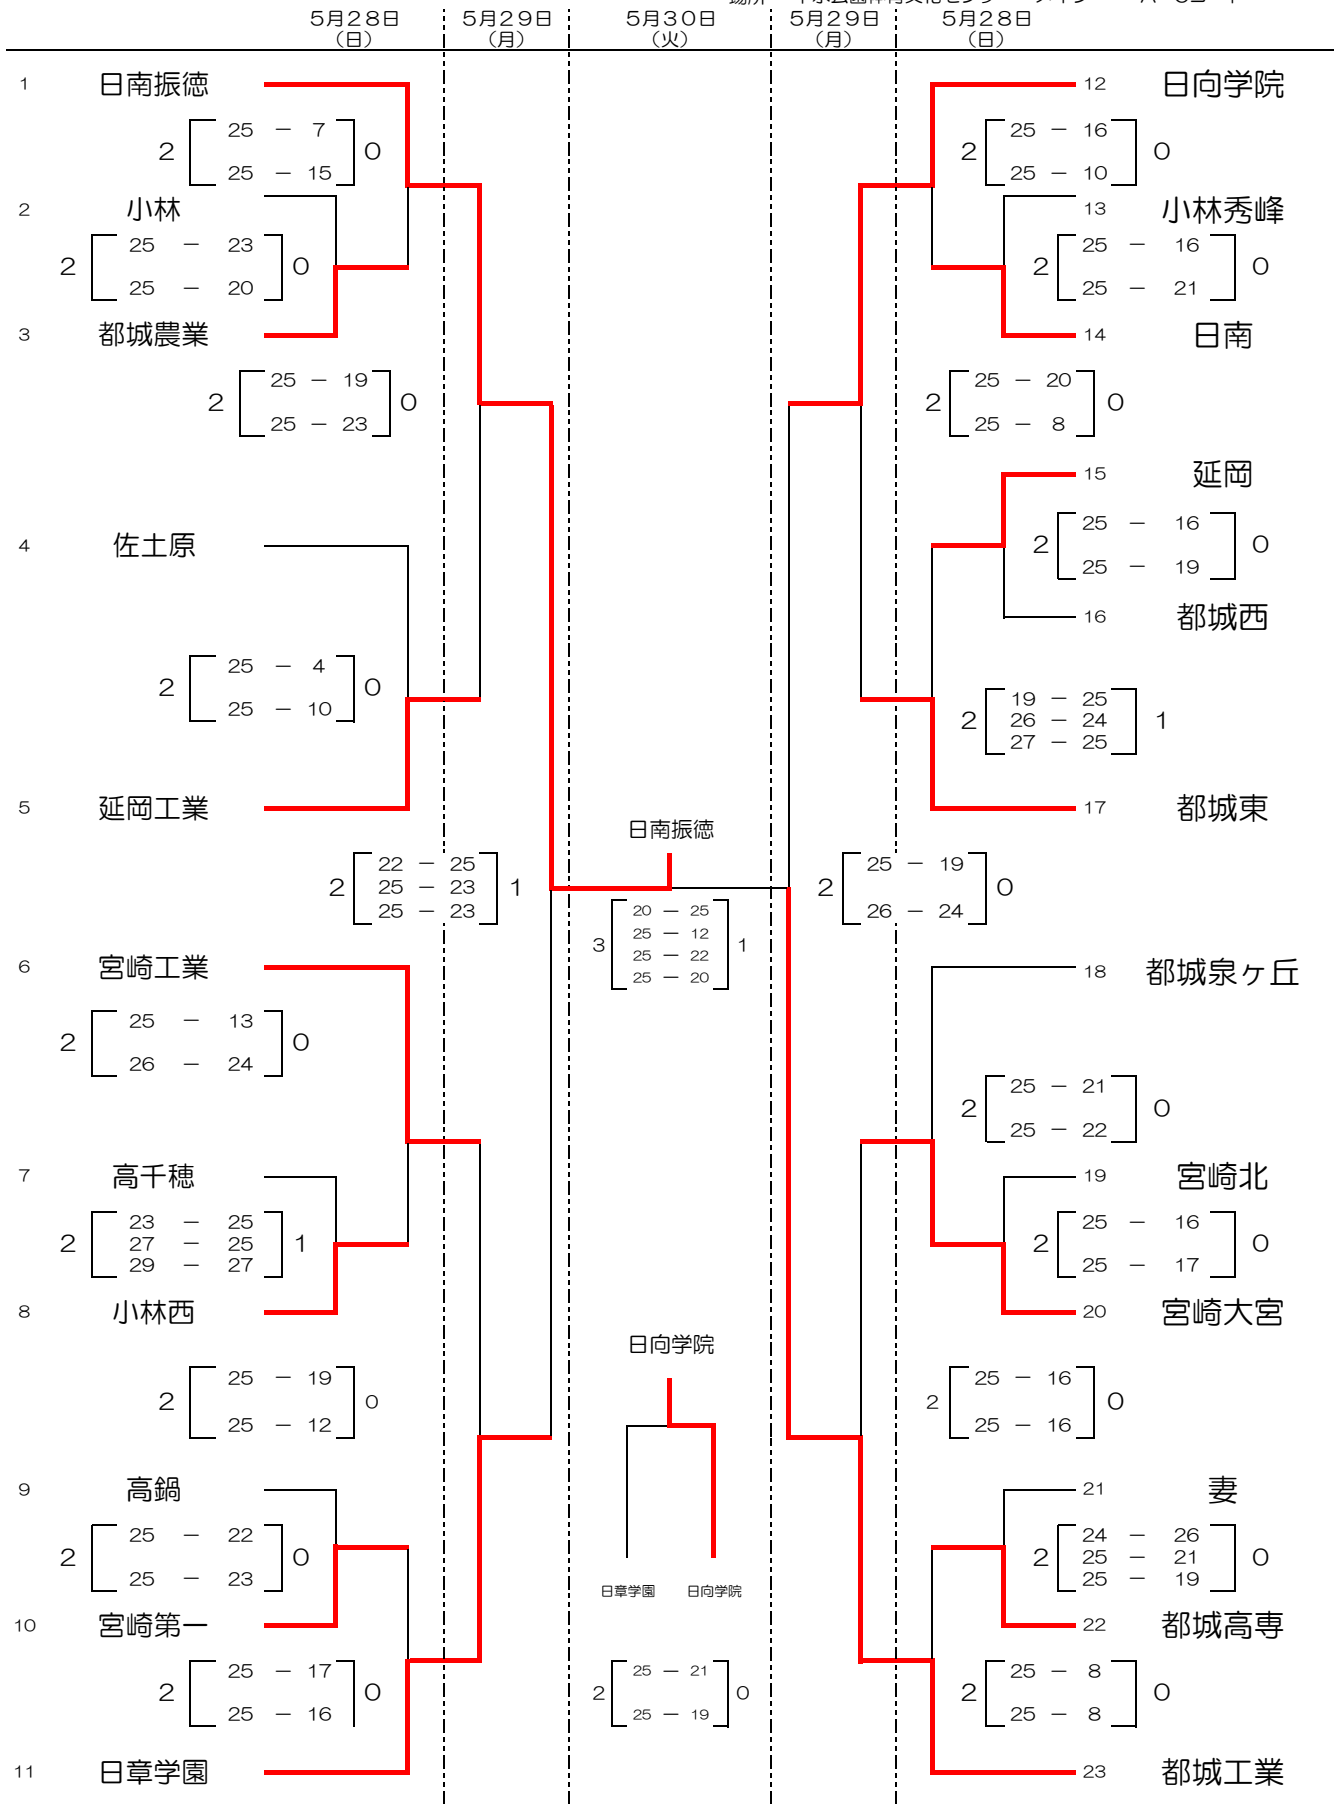 5月28日 5月29日 5月30日 5月29日 5月28日
（日） （月） （火） （月） （日）
1 日南振徳 12 日向学院
25 － 7 25 － 16
2 0 2 0
25 － 15 25 － 10
2 小林 13 小林秀峰
25 － 23 25 － 16
2 0 2 0
25 － 20 25 － 21
3 都城農業 14 日南
25 － 19 25 － 20
2 0 2 0
25 － 23 25 － 8
15 延岡
25 － 16
4 佐土原 2 0
25 － 19
16 都城西
25 － 4
2 0
25 － 10
19 － 25
2 26 － 24 1
27 － 25
5 延岡工業 17 都城東
日南振徳
22 － 25 25 － 19
2 25 － 23 1 2 0
25 － 23 26 － 24
20 － 25
25 － 12
3 1
25 － 22
25 － 20
6 宮崎工業 18 都城泉ヶ丘
25 － 13
2 0
26 － 24
25 － 21
2 0
25 － 22
7 高千穂 19 宮崎北
23 － 25 25 － 16
2 27 － 25 1 2 0
29 － 27 25 － 17
8 小林西 20 宮崎大宮
日向学院
25 － 19 25 － 16
2 0 2 0
25 － 12 25 － 16
9 高鍋 21 妻
25 － 22 24 － 26
2 0 2 25 － 21 0
25 － 23 25 － 19
日章学園 日向学院
10 宮崎第一 22 都城高専
25 － 17 25 － 21 25 － 8
2 0 2 0 2 0
25 － 16 25 － 19 25 － 8
11 日章学園 23 都城工業